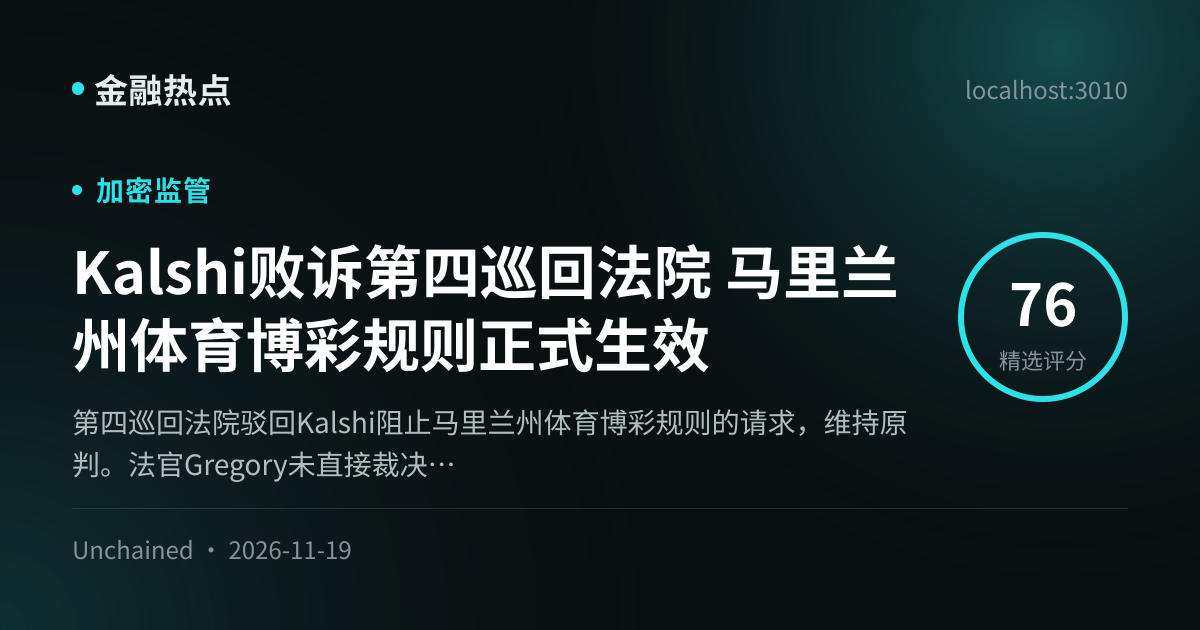 金融热点
localhost:3010
加密监管
Kalshi败诉第四巡回法院 马里兰
州体育博彩规则正式生效
76
精选评分
第四巡回法院驳回Kalshi阻止马里兰州体育博彩规则的请求，维持原
判。法官Gregory未直接裁决…
Unchained · 2026-11-19